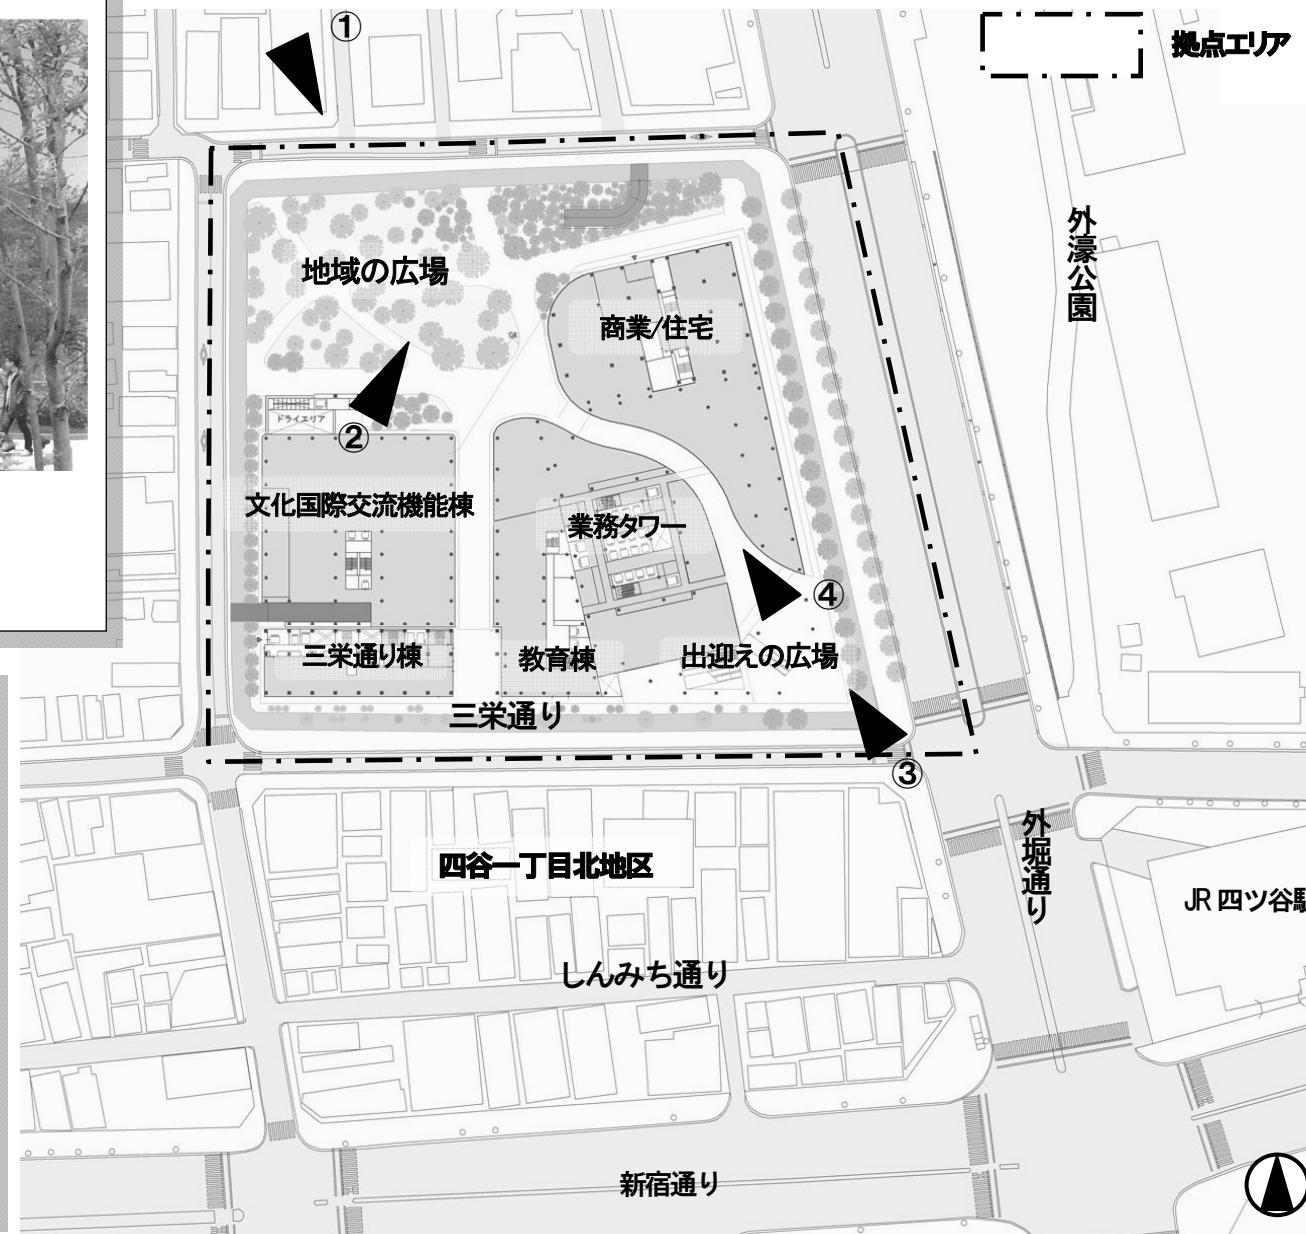 ①
拠点エリア
外濠公園
地域の広場
商業/住宅
ドライエリア
②
文化国際交流機能棟
業務タワー
④
三栄通り棟
教育棟
出迎えの広場
三栄通り
③
外堀通り
四谷一丁目北地区
JR 四ツ谷駅
しんみち通り
新宿通り